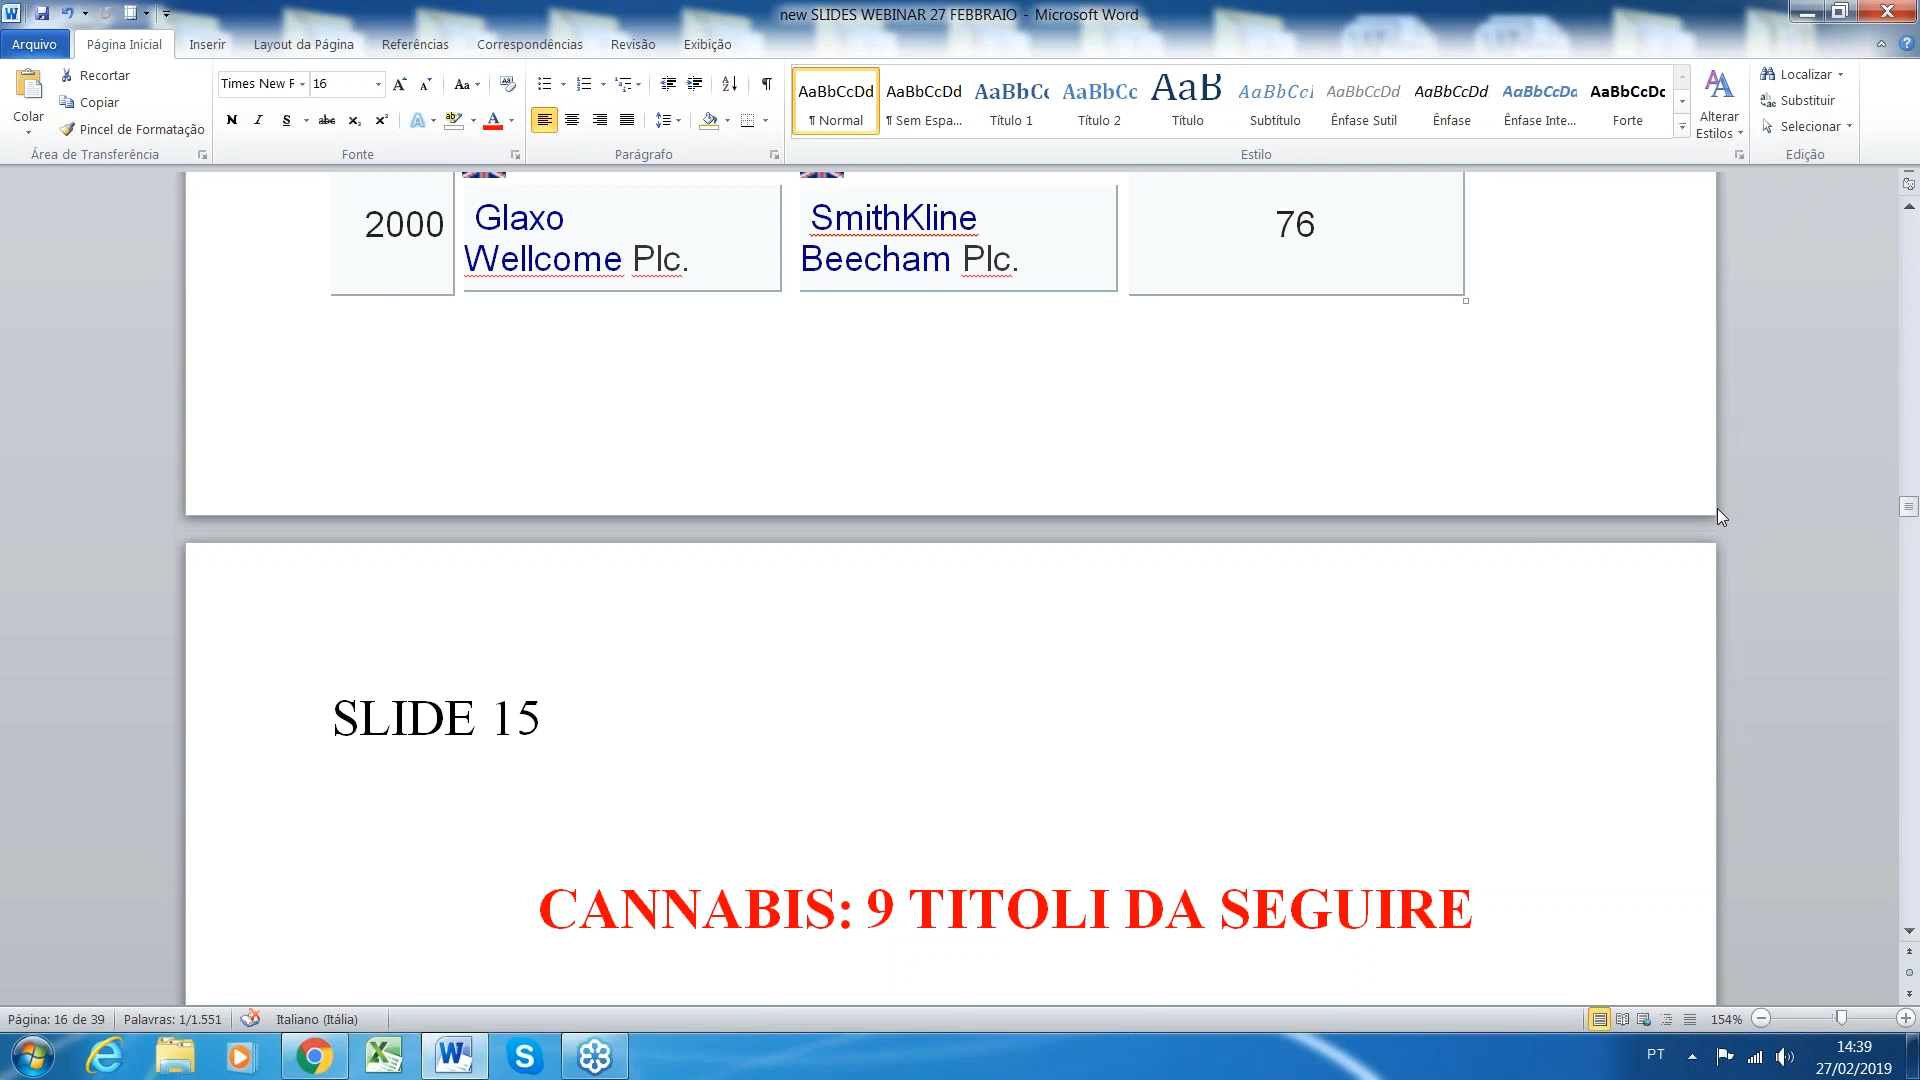 new SLIDES WEBINAR 27 FEBBRAIO - Microsoft Word
Arquivo Página Inicial Inserir Layout da Página Referências Correspondências Revisão Exibição
Colar
Recortar
Copiar
Pincel de Formatação
Área de Transferência
Times New F 16
Aa
N I S abc x₂ x²
Fonte
Parágrafo
AaBbCcDd AaBbCcDd AaBbCc AaBbCc AaB AaBbCcI AaBbCcDd AaBbCcDd AaBbCcDc AaBbCcDc
¶ Normal ¶ Sem Espa... Título 1 Título 2 Título Subtítulo Ênfase Sutil Ênfase Ênfase Inte... Forte
Estilo
Alterar
Estilos
Localizar
Substituir
Selecionar
Edição
2000 Glaxo Wellcome Plc. SmithKline Beecham Plc. 76
SLIDE 15
CANNABIS: 9 TITOLI DA SEGUIRE
Página: 16 de 39 Palavras: 1/1.551 Italiano (Itália) 154%
PT
14:39
27/02/2019